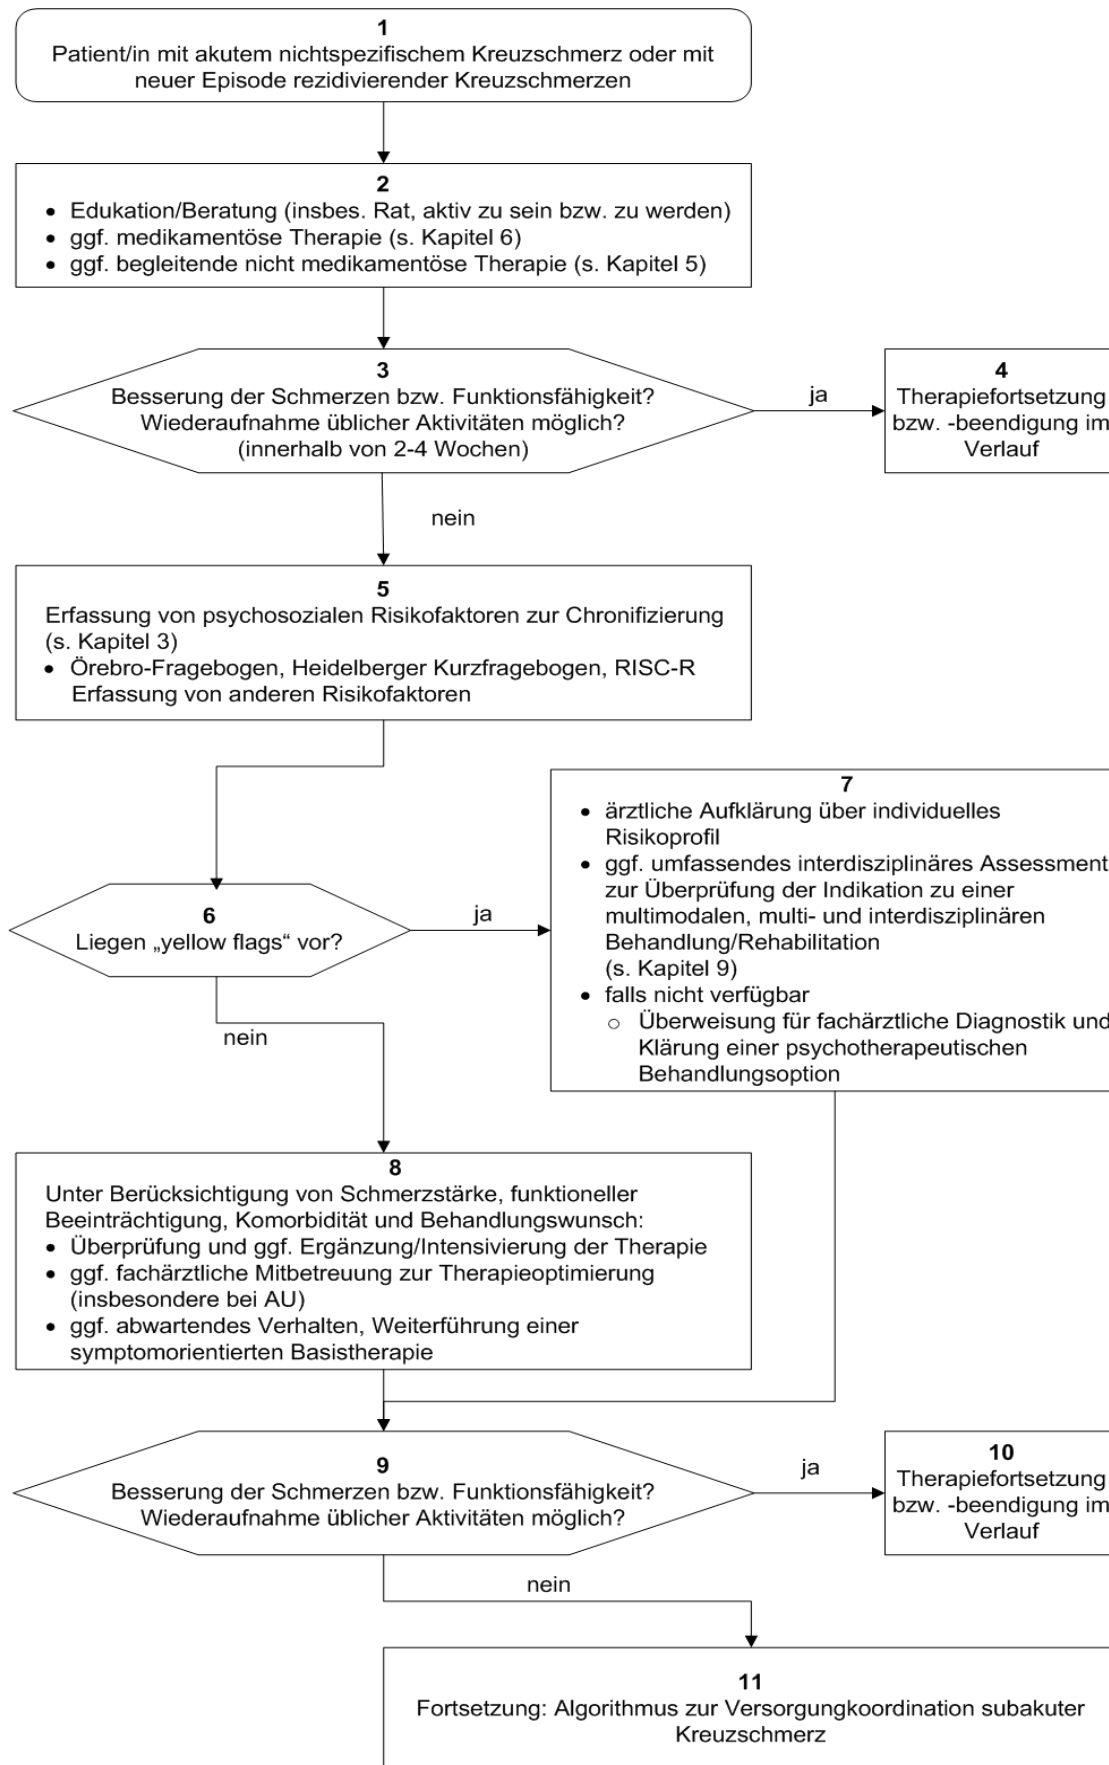 1
Patient/in mit akutem nichtspezifischem Kreuzschmerz oder mit
neuer Episode rezidivierender Kreuzschmerzen
2
• Edukation/Beratung (insbes. Rat, aktiv zu sein bzw. zu werden)
• ggf. medikamentöse Therapie (s. Kapitel 6)
• ggf. begleitende nicht medikamentöse Therapie (s. Kapitel 5)
3
Besserung der Schmerzen bzw. Funktionsfähigkeit?
Wiederaufnahme üblicher Aktivitäten möglich?
(innerhalb von 2-4 Wochen)
ja
4
Therapiefortsetzung
bzw. -beendigung im
Verlauf
nein
5
Erfassung von psychosozialen Risikofaktoren zur Chronifizierung
(s. Kapitel 3)
• Örebro-Fragebogen, Heidelberger Kurzfragebogen, RISC-R
Erfassung von anderen Risikofaktoren
6
Liegen „yellow flags“ vor?
ja
7
• ärztliche Aufklärung über individuelles
Risikoprofil
• ggf. umfassendes interdisziplinäres Assessment
zur Überprüfung der Indikation zu einer
multimodalen, multi- und interdisziplinären
Behandlung/Rehabilitation
(s. Kapitel 9)
• falls nicht verfügbar
o Überweisung für fachärztliche Diagnostik und
Klärung einer psychotherapeutischen
Behandlungsoption
nein
8
Unter Berücksichtigung von Schmerzstärke, funktioneller
Beeinträchtigung, Komorbidität und Behandlungswunsch:
• Überprüfung und ggf. Ergänzung/Intensivierung der Therapie
• ggf. fachärztliche Mitbetreuung zur Therapieoptimierung
(insbesondere bei AU)
• ggf. abwartendes Verhalten, Weiterführung einer
symptomorientierten Basistherapie
9
Besserung der Schmerzen bzw. Funktionsfähigkeit?
Wiederaufnahme üblicher Aktivitäten möglich?
ja
10
Therapiefortsetzung
bzw. -beendigung im
Verlauf
nein
11
Fortsetzung: Algorithmus zur Versorgungkoordination subakuter
Kreuzschmerz